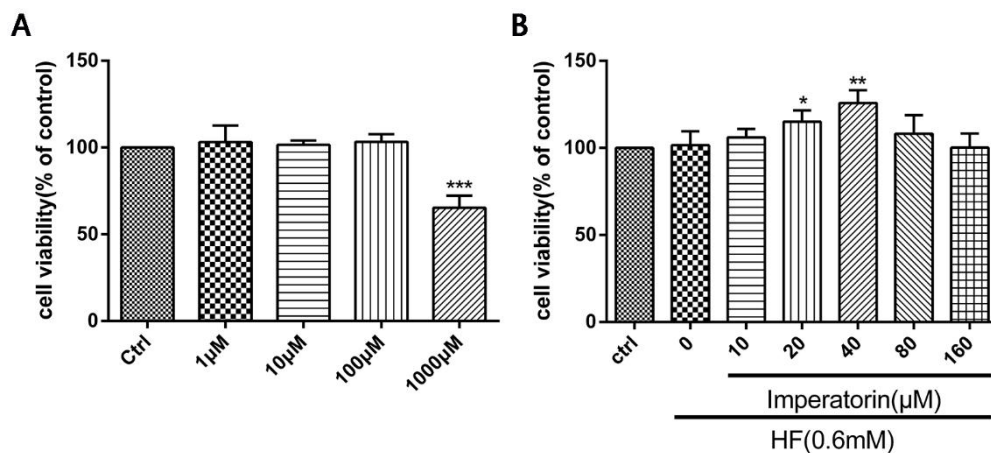 A
cell viability(% of control)
150
100
50
0
***
Ctrl
1µM
10µM
100µM
1000µM
B
cell viability(% of control)
150
100
50
0
*
**
ctrl
0
10
20
40
80
160
Imperatorin(µM)
HF(0.6mM)